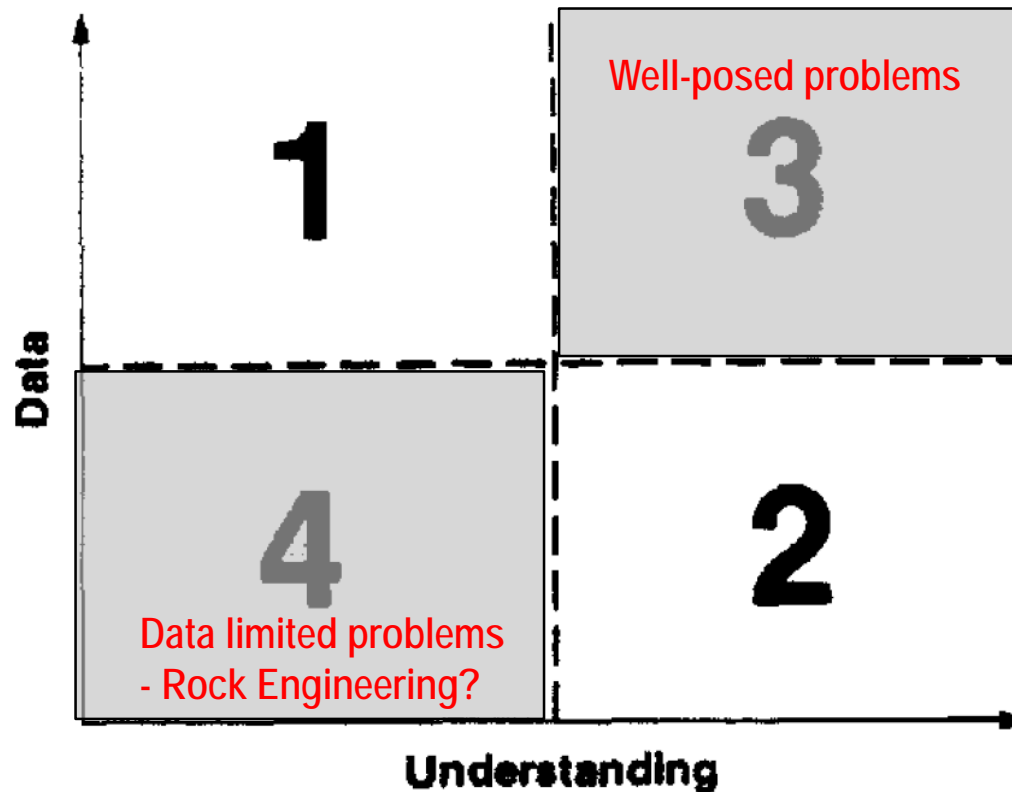 Well-posed problems
1
3
Data
4
2
Data limited problems
- Rock Engineering?
Understanding